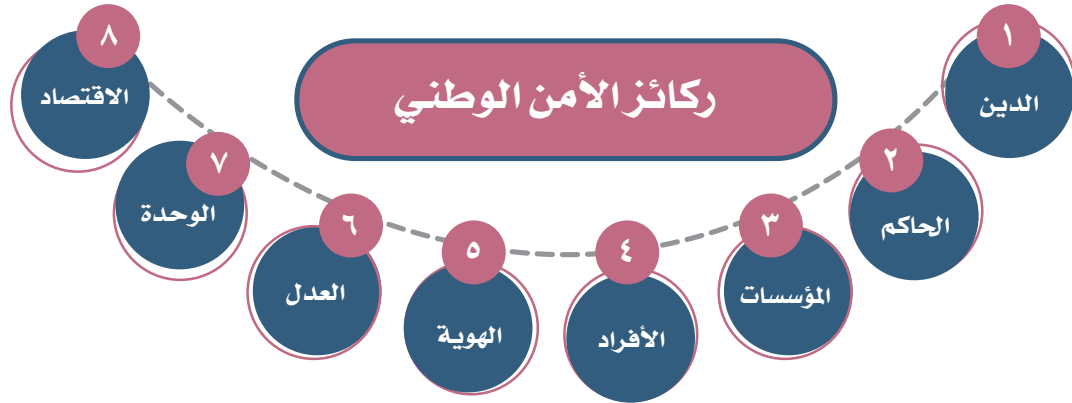 ركائز الأمن الوطني
١
الدين
٢
الحاكم
٣
المؤسسات
٤
الأفراد
٥
الهوية
٦
العدل
٧
الوحدة
٨
الاقتصاد